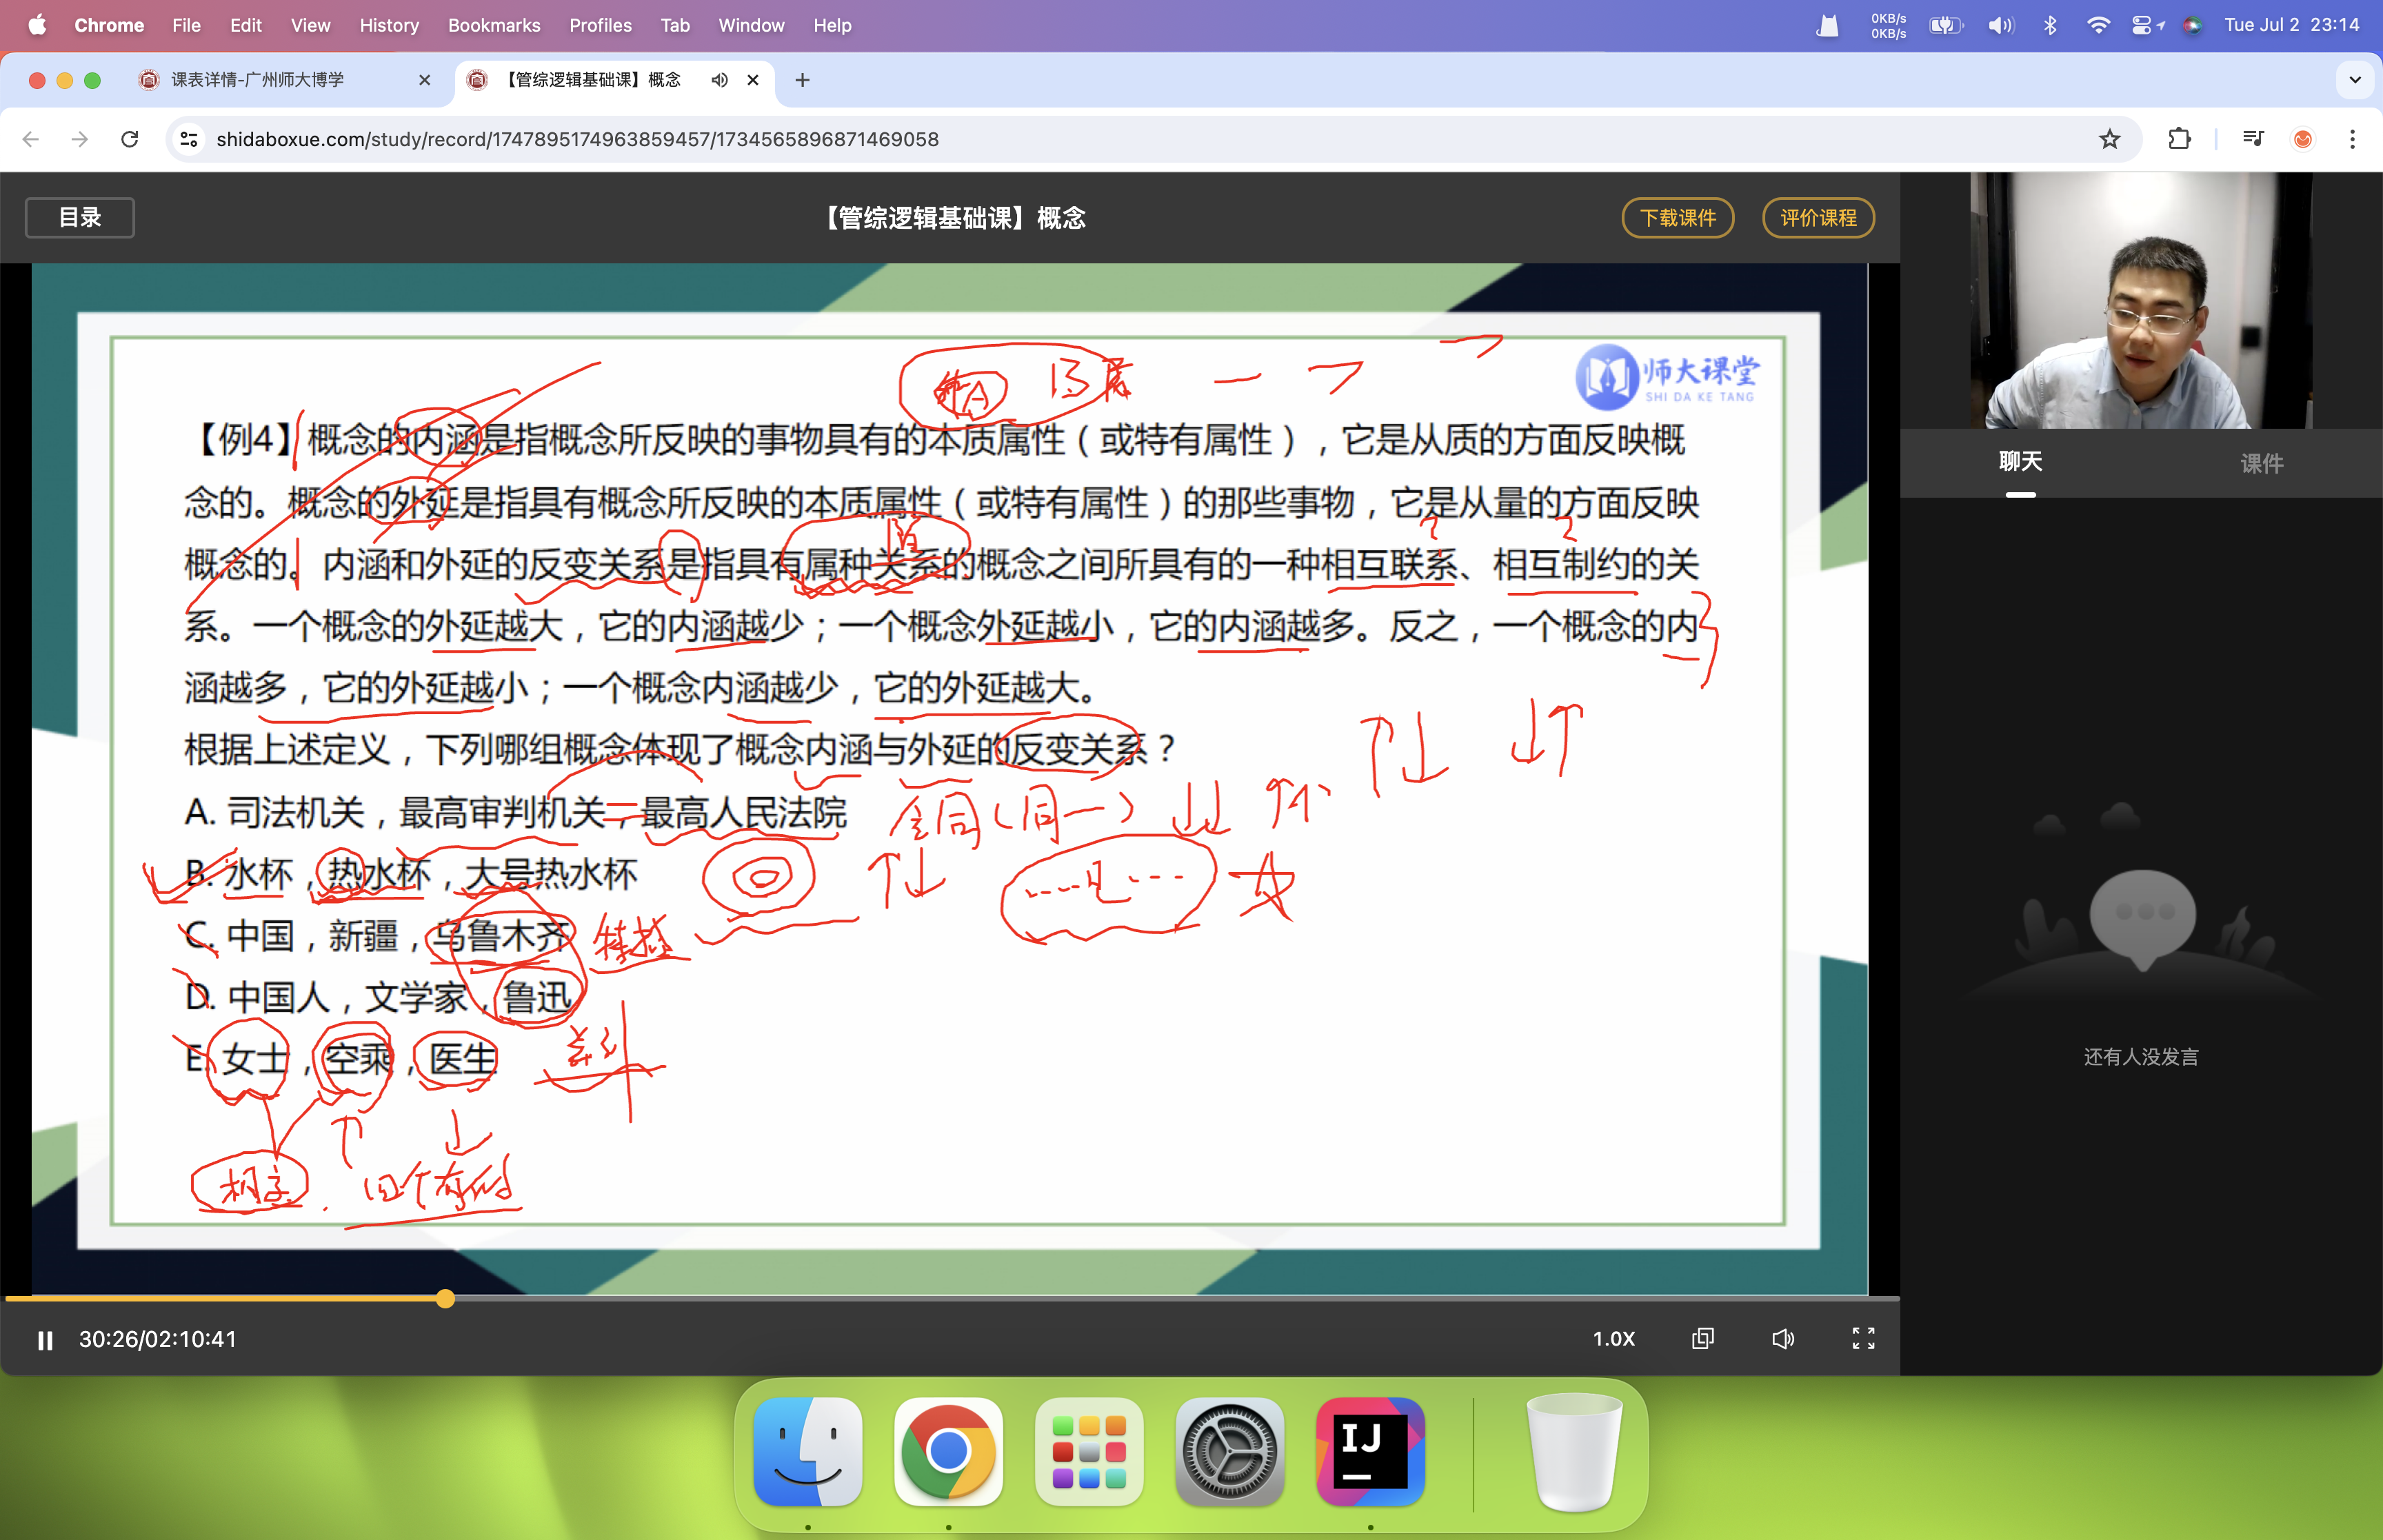 Chrome File Edit View History Bookmarks Profiles Tab Window Help 0KB/s 0KB/s Tue Jul 2 23:14
课表详情-广州师大博学
【管综逻辑基础课】概念
shidaboxue.com/study/record/1747895174963859457/1734565896871469058
目录
【管综逻辑基础课】概念
下载课件
评价课程
师大课堂
SHI DA KE TANG
【例4】概念的内涵是指概念所反映的事物具有的本质属性(或特有属性),它是从质的方面反映概
念的。概念的外延是指具有概念所反映的本质属性(或特有属性)的那些事物,它是从量的方面反映
概念的。内涵和外延的反变关系是指具有属种关系的概念之间所具有的一种相互联系、相互制约的关
系。一个概念的外延越大,它的内涵越少;一个概念外延越小,它的内涵越多。反之,一个概念的内
涵越多,它的外延越小;一个概念内涵越少,它的外延越大。
根据上述定义,下列哪组概念体现了概念内涵与外延的反变关系?
A. 司法机关,最高审判机关,最高人民法院
全同(同一)
B. 水杯,热水杯,大号热水杯
C. 中国,新疆,乌鲁木齐
D. 中国人,文学家,鲁迅
E. 女士,空乘,医生
聊天
课件
还有人没发言
30:26/02:10:41
1.0X
IJ